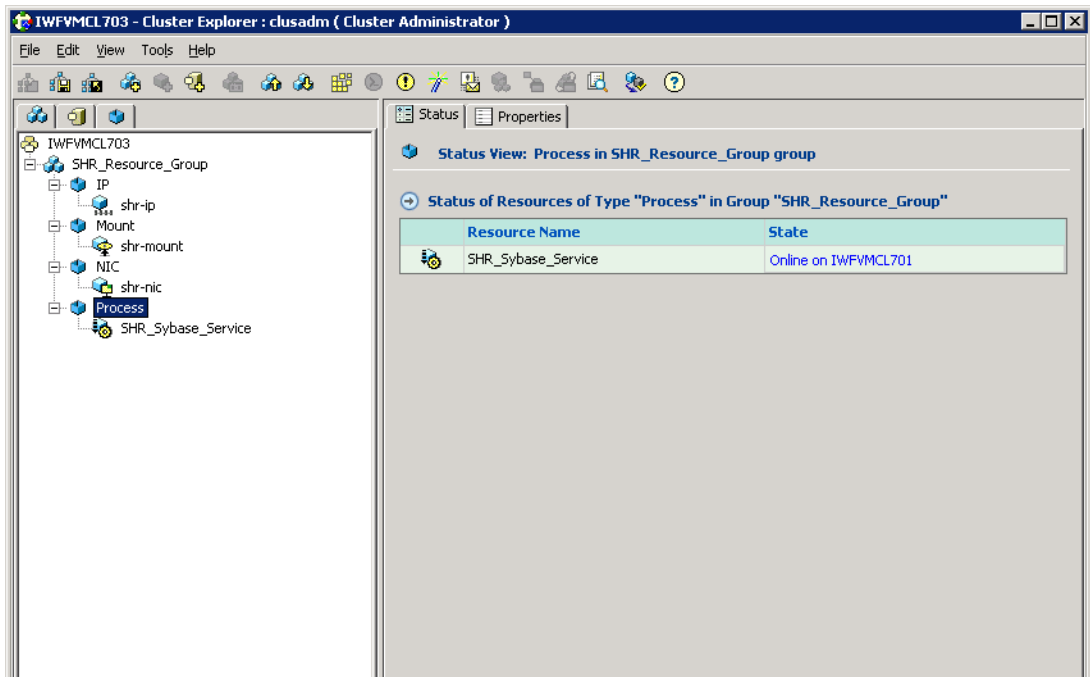 IWFVMCL703 - Cluster Explorer : clusadm ( Cluster Administrator )
File Edit View Tools Help
Status Properties
IWFVMCL703
SHR_Resource_Group
IP
shr-ip
Mount
shr-mount
NIC
shr-nic
Process
SHR_Sybase_Service
Status View: Process in SHR_Resource_Group group
Status of Resources of Type "Process" in Group "SHR_Resource_Group"
Resource Name State
SHR_Sybase_Service Online on IWFVMCL701